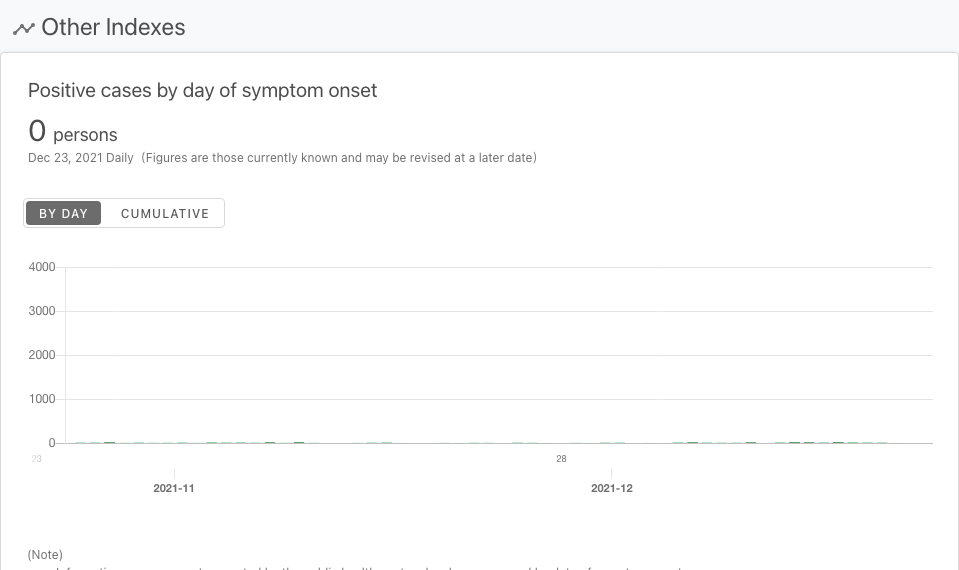 Other Indexes
Positive cases by day of symptom onset
0 persons
Dec 23, 2021 Daily (Figures are those currently known and may be revised at a later date)
BY DAY CUMULATIVE
4000
3000
2000
1000
0
23 28
2021-11 2021-12
(Note)